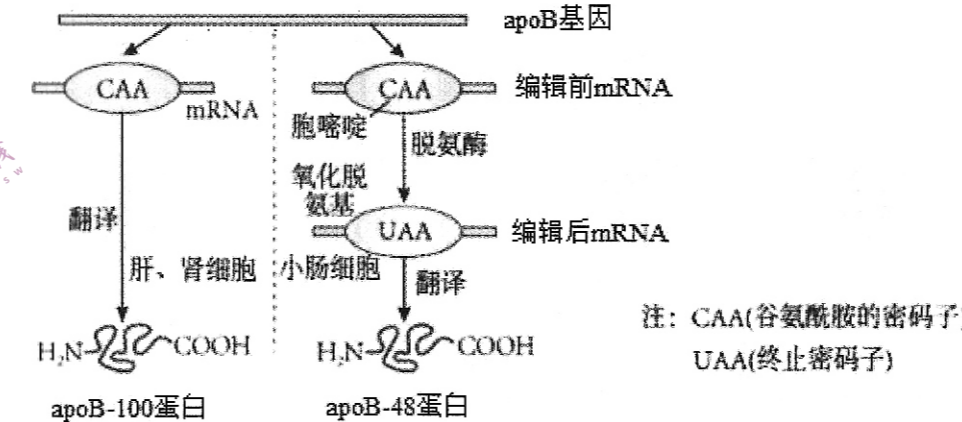 apoB基因
CAA
mRNA
CAA
编辑前mRNA
胞嘧啶
脱氨酶
氧化脱
氨基
UAA
编辑后mRNA
翻译
肝、肾细胞
小肠细胞
翻译
H₂N
COOH
H₂N
COOH
apoB-100蛋白
apoB-48蛋白
注：CAA(谷氨酰胺的密码子)
UAA(终止密码子)